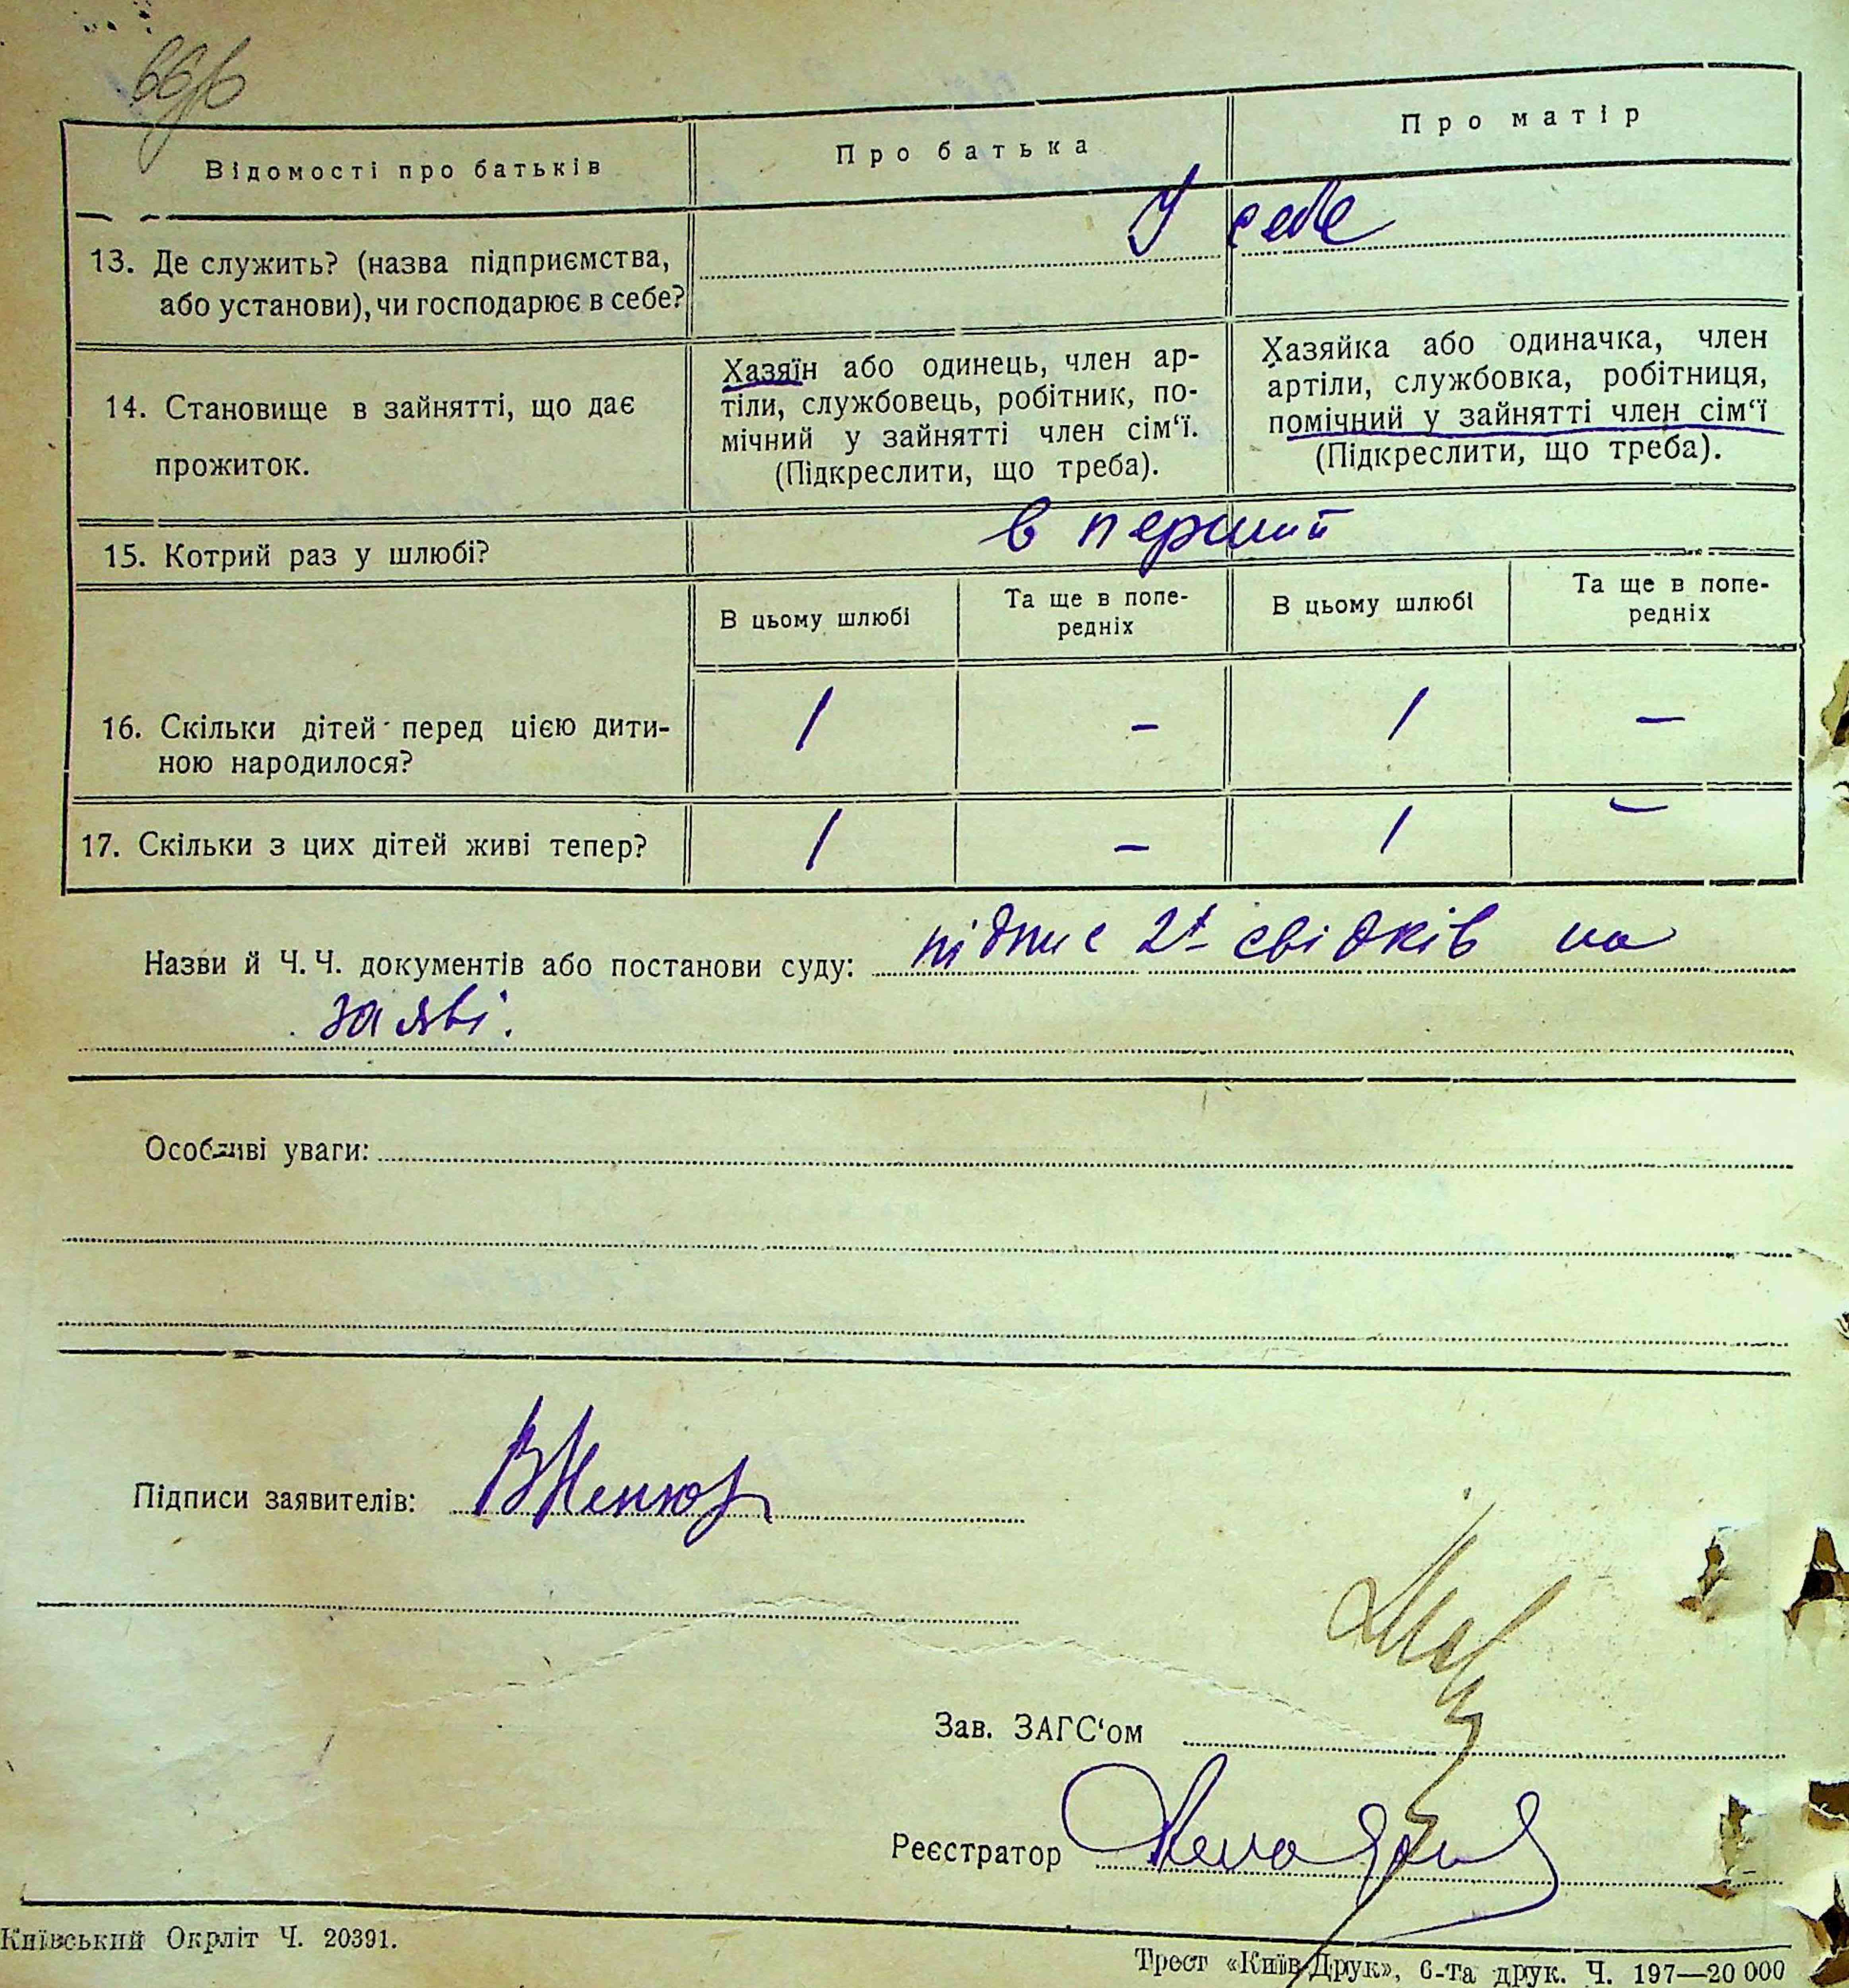 Відомості про батьків
Про батька
Про матір
13. Де служить? (назва підприємства,
або установи), чи господарює в себе?
У себе
14. Становище в зайнятті, що дає
прожиток.
Хазяїн або одинець, член ар-
тіли, службовець, робітник, по-
мічний у зайнятті член сім‘ї.
(Підкреслити, що треба).
Хазяйка або одиначка, член
артіли, службовка, робітниця,
помічний у зайнятті член сім‘ї
(Підкреслити, що треба).
15. Котрий раз у шлюбі?
в перший
В цьому шлюбі
Та ще в попе-
редніх
В цьому шлюбі
Та ще в попе-
редніх
16. Скільки дітей перед цією дити-
ною народилося?
1 - 1 -
17. Скільки з цих дітей живі тепер?
1 - 1 -
Назви й Ч. Ч. документів або постанови суду: підпис 2х свідків на
заяві.
Особливі уваги:
Підписи заявителів:
Зав. ЗАГС‘ом
Реєстратор
Київський Окрліт Ч. 20391.
Трест «Київ-Друк», 6-та друк. Ч. 197—20 000